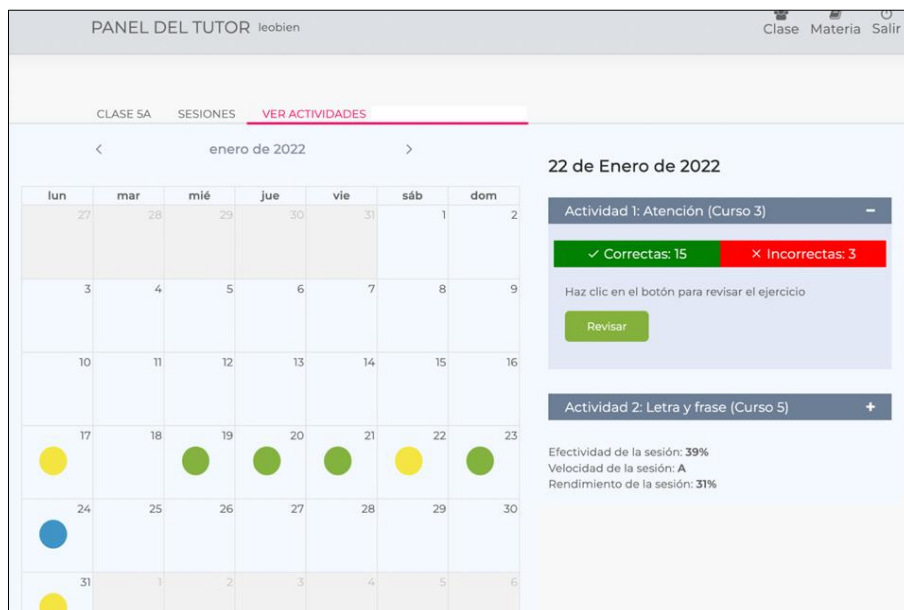 PANEL DEL TUTOR leobien
Clase Materia Salir
CLASE 5A SESIONES VER ACTIVIDADES
< enero de 2022 >
lun mar mié jue vie sáb dom
27 28 29 30 31 1 2
3 4 5 6 7 8 9
10 11 12 13 14 15 16
17 18 19 20 21 22 23
24 25 26 27 28 29 30
31 1 2 3 4 5 6
22 de Enero de 2022
Actividad 1: Atención (Curso 3) −
✓ Correctas: 15 × Incorrectas: 3
Haz clic en el botón para revisar el ejercicio
Revisar
Actividad 2: Letra y frase (Curso 5) +
Efectividad de la sesión: 39%
Velocidad de la sesión: A
Rendimiento de la sesión: 31%